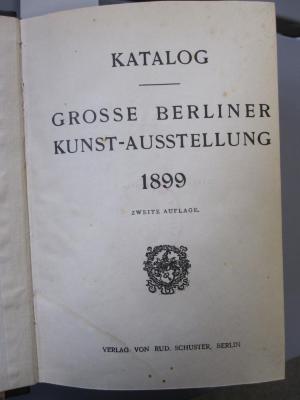 KATALOG
GROSSE BERLINER
KUNST-AUSSTELLUNG
1899
ZWEITE AUFLAGE.
VERLAG VON RUD. SCHUSTER, BERLIN